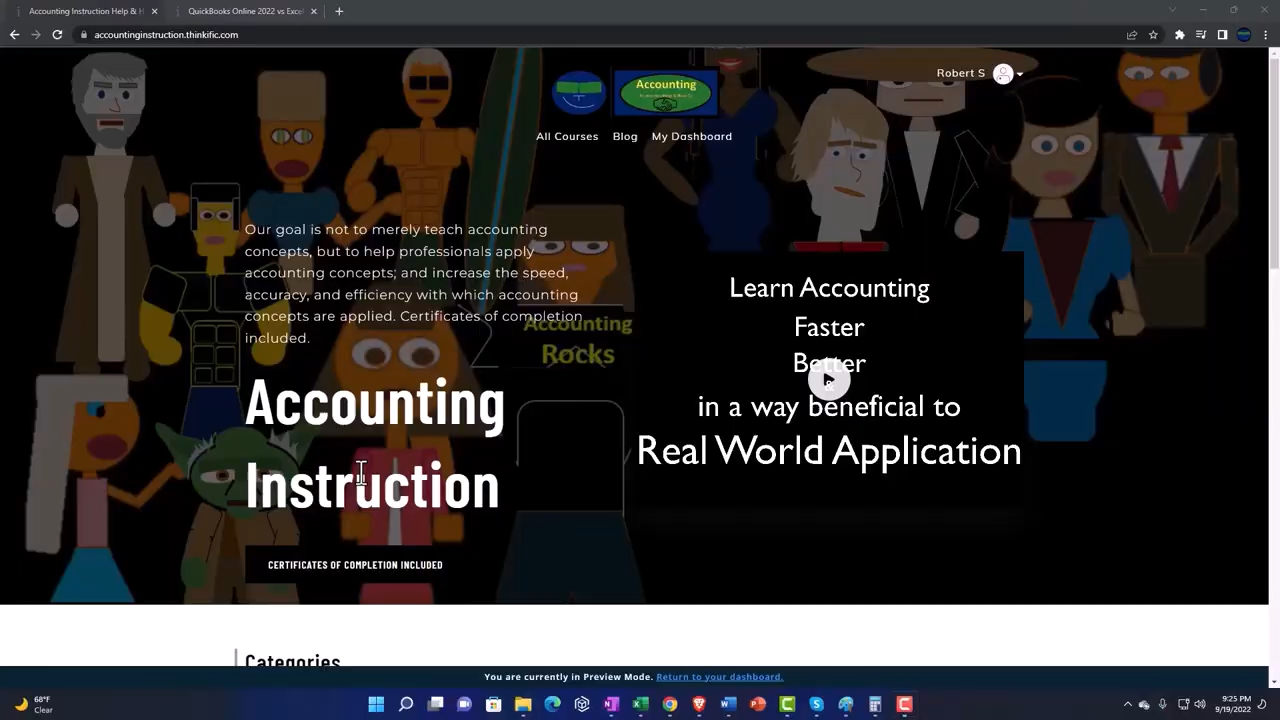 Accounting Instruction Help & H
QuickBooks Online 2022 vs Excel
accountinginstruction.thinkific.com
Robert S
Accounting
All Courses Blog My Dashboard
Our goal is not to merely teach accounting
concepts, but to help professionals apply
accounting concepts; and increase the speed,
accuracy, and efficiency with which accounting
concepts are applied. Certificates of completion
included.
Accounting
Rocks
Learn Accounting
Faster
Better
&
in a way beneficial to
Real World Application
Accounting
Instruction
CERTIFICATES OF COMPLETION INCLUDED
Categories
You are currently in Preview Mode. Return to your dashboard.
68°F
Clear
9:25 PM
9/19/2022